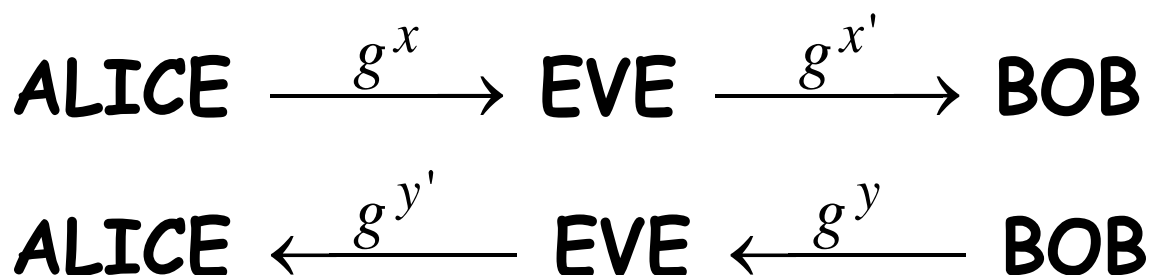 ALICE g^x EVE g^x' BOB
ALICE g^y' EVE g^y BOB